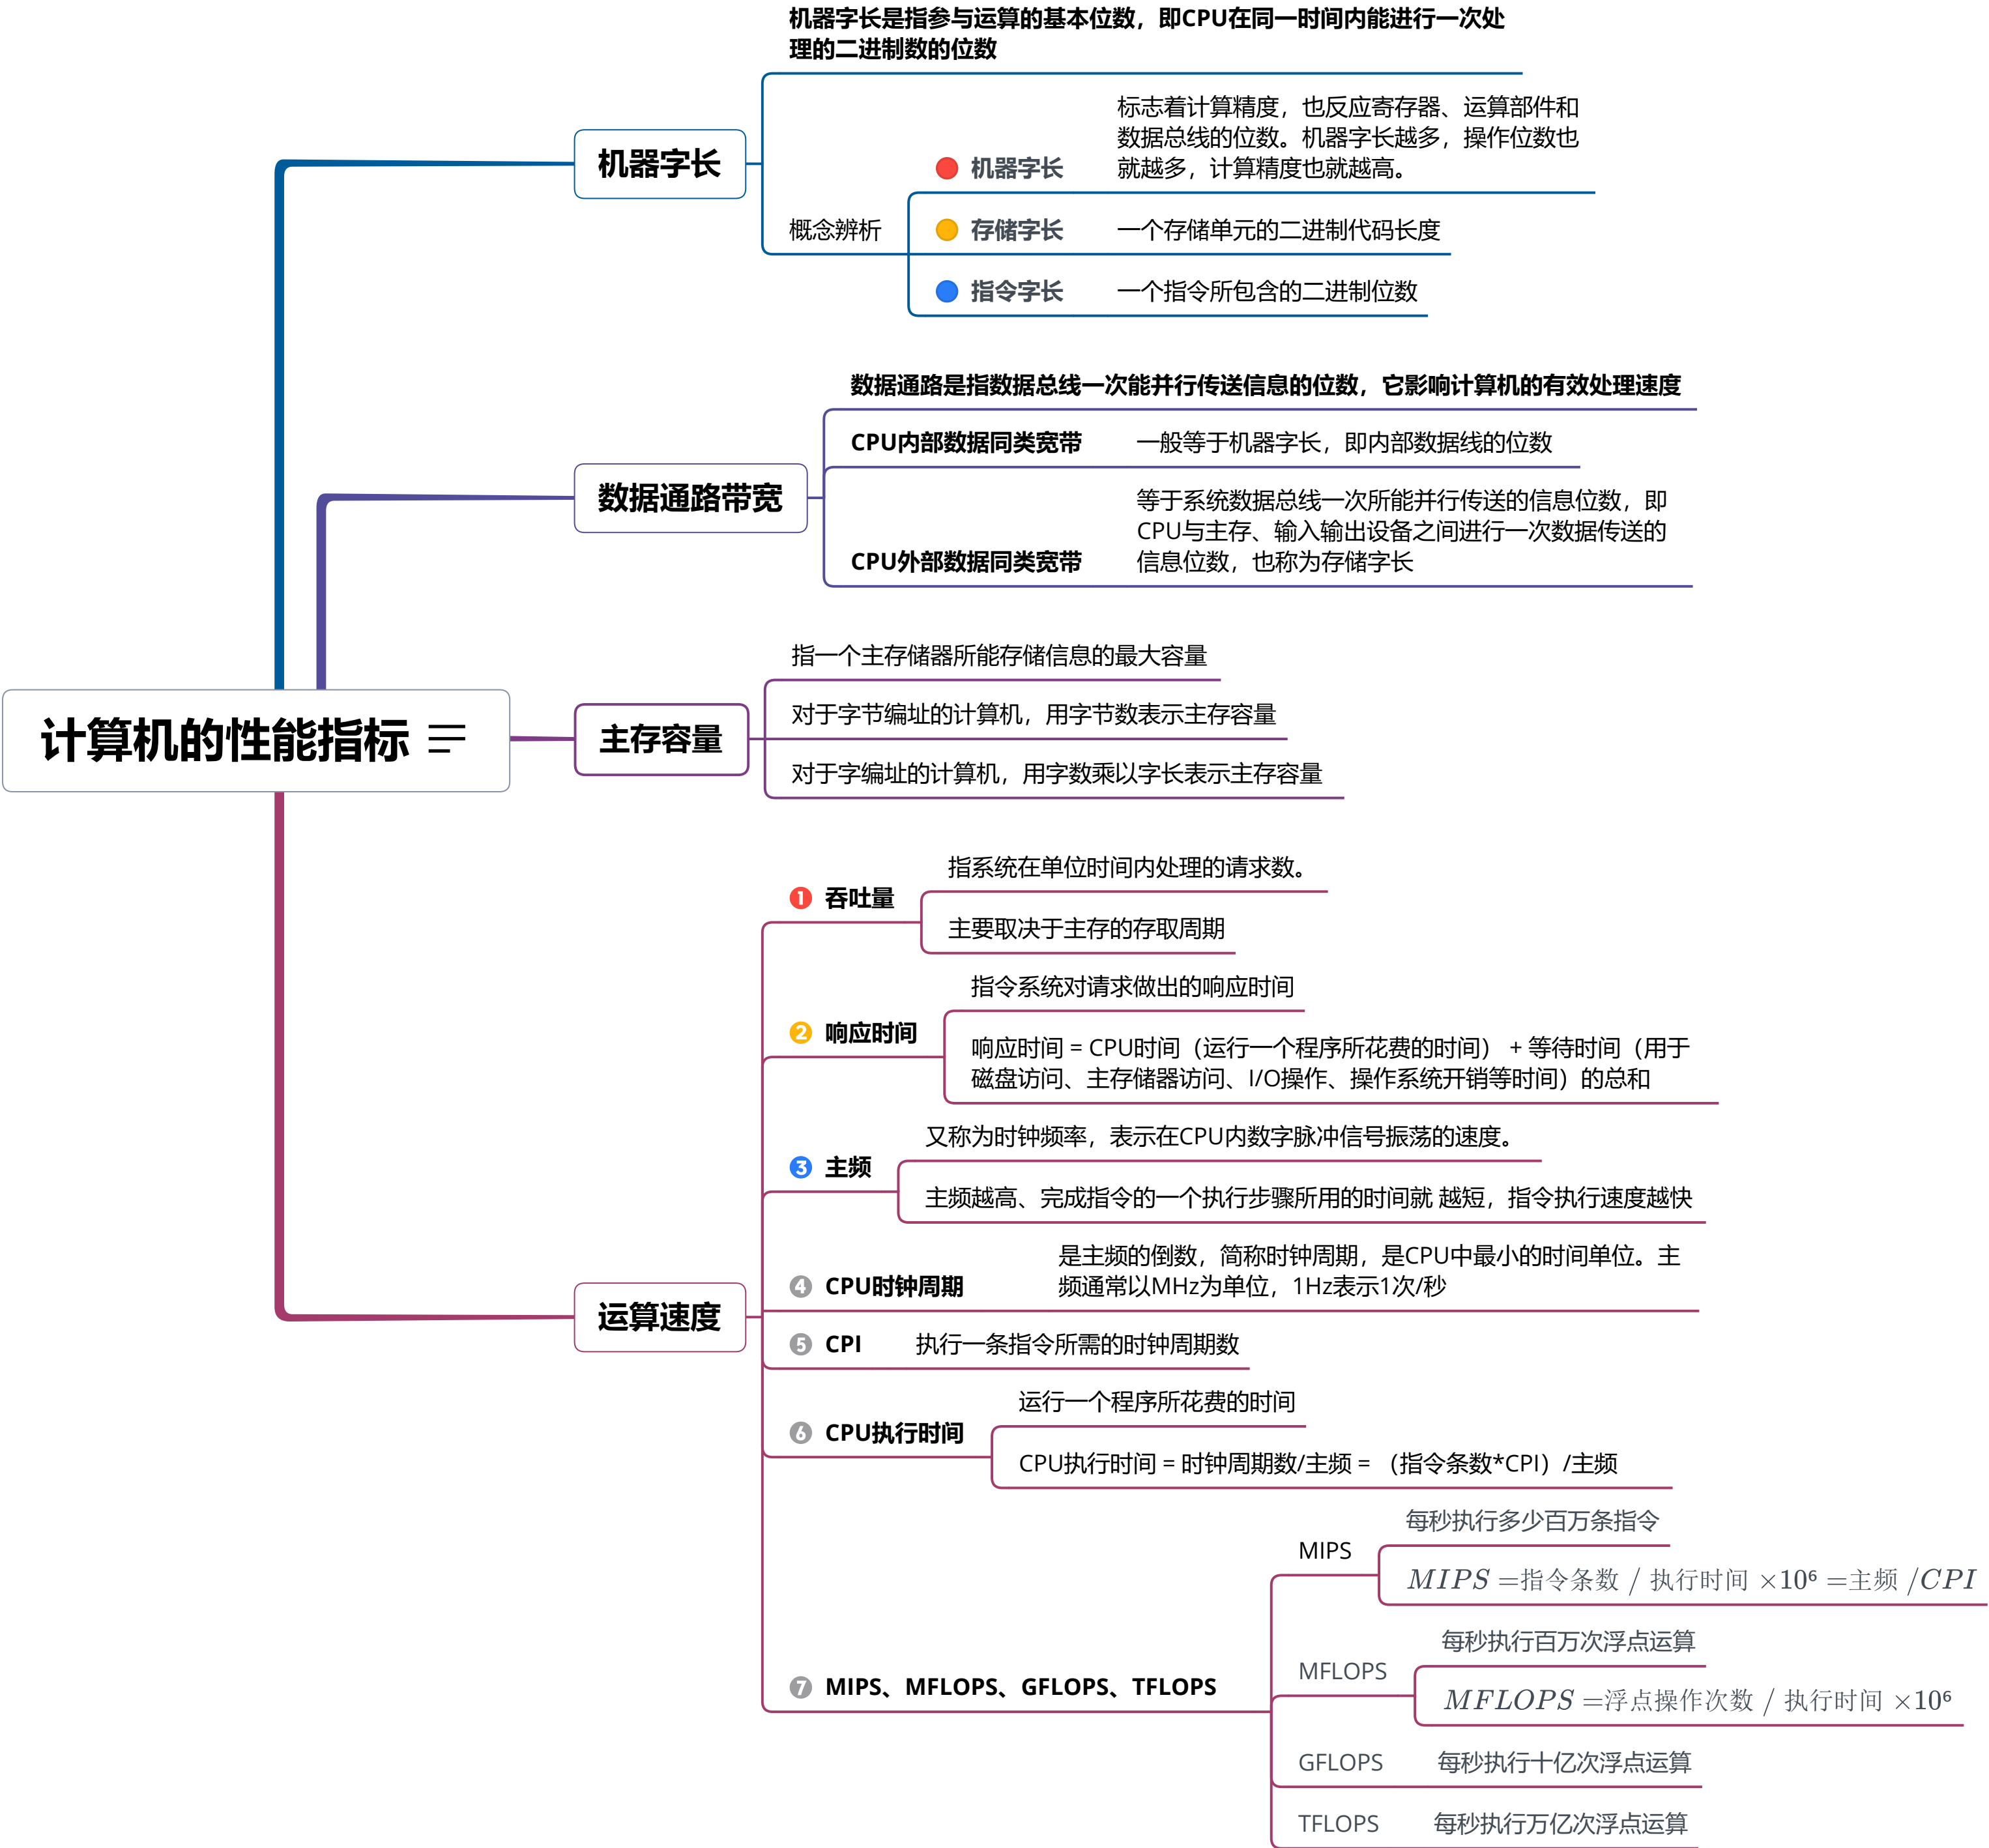 机器字长是指参与运算的基本位数，即CPU在同一时间内能进行一次处
理的二进制数的位数
机器字长
标志着计算精度，也反应寄存器、运算部件和
数据总线的位数。机器字长越多，操作位数也
就越多，计算精度也就越高。
机器字长
概念辨析
存储字长
一个存储单元的二进制代码长度
指令字长
一个指令所包含的二进制位数
数据通路是指数据总线一次能并行传送信息的位数，它影响计算机的有效处理速度
CPU内部数据同类宽带
一般等于机器字长，即内部数据线的位数
数据通路带宽
等于系统数据总线一次所能并行传送的信息位数，即
CPU与主存、输入输出设备之间进行一次数据传送的
信息位数，也称为存储字长
CPU外部数据同类宽带
计算机的性能指标
指一个主存储器所能存储信息的最大容量
主存容量
对于字节编址的计算机，用字节数表示主存容量
对于字编址的计算机，用字数乘以字长表示主存容量
运算速度
1 吞吐量
指系统在单位时间内处理的请求数。
主要取决于主存的存取周期
2 响应时间
指令系统对请求做出的响应时间
响应时间 = CPU时间（运行一个程序所花费的时间） + 等待时间（用于
磁盘访问、主存储器访问、I/O操作、操作系统开销等时间）的总和
3 主频
又称为时钟频率，表示在CPU内数字脉冲信号振荡的速度。
主频越高、完成指令的一个执行步骤所用的时间就 越短，指令执行速度越快
4 CPU时钟周期
是主频的倒数，简称时钟周期，是CPU中最小的时间单位。主
频通常以MHz为单位，1Hz表示1次/秒
5 CPI
执行一条指令所需的时钟周期数
6 CPU执行时间
运行一个程序所花费的时间
CPU执行时间 = 时钟周期数/主频 = （指令条数*CPI）/主频
7 MIPS、MFLOPS、GFLOPS、TFLOPS
MIPS
每秒执行多少百万条指令
MIPS =指令条数 / 执行时间 ×10⁶ =主频 /CPI
MFLOPS
每秒执行百万次浮点运算
MFLOPS =浮点操作次数 / 执行时间 ×10⁶
GFLOPS
每秒执行十亿次浮点运算
TFLOPS
每秒执行万亿次浮点运算